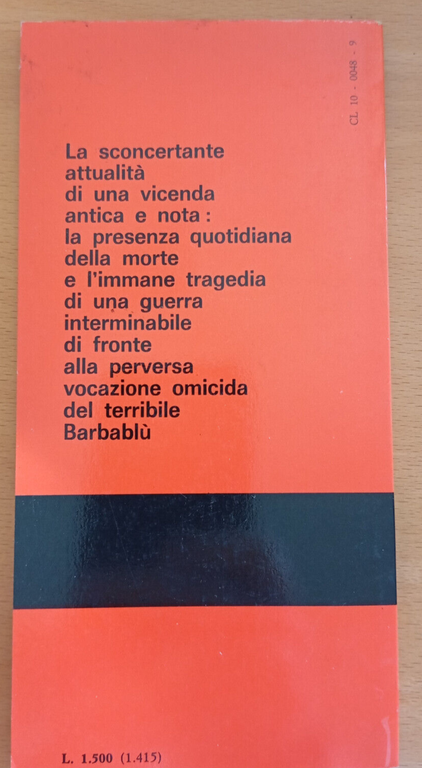 CL 10 - 0048 - 9
La sconcertante
attualità
di una vicenda
antica e nota :
la presenza quotidiana
della morte
e l'immane tragedia
di una guerra
interminabile
di fronte
alla perversa
vocazione omicida
del terribile
Barbablù
L. 1.500 (1.415)